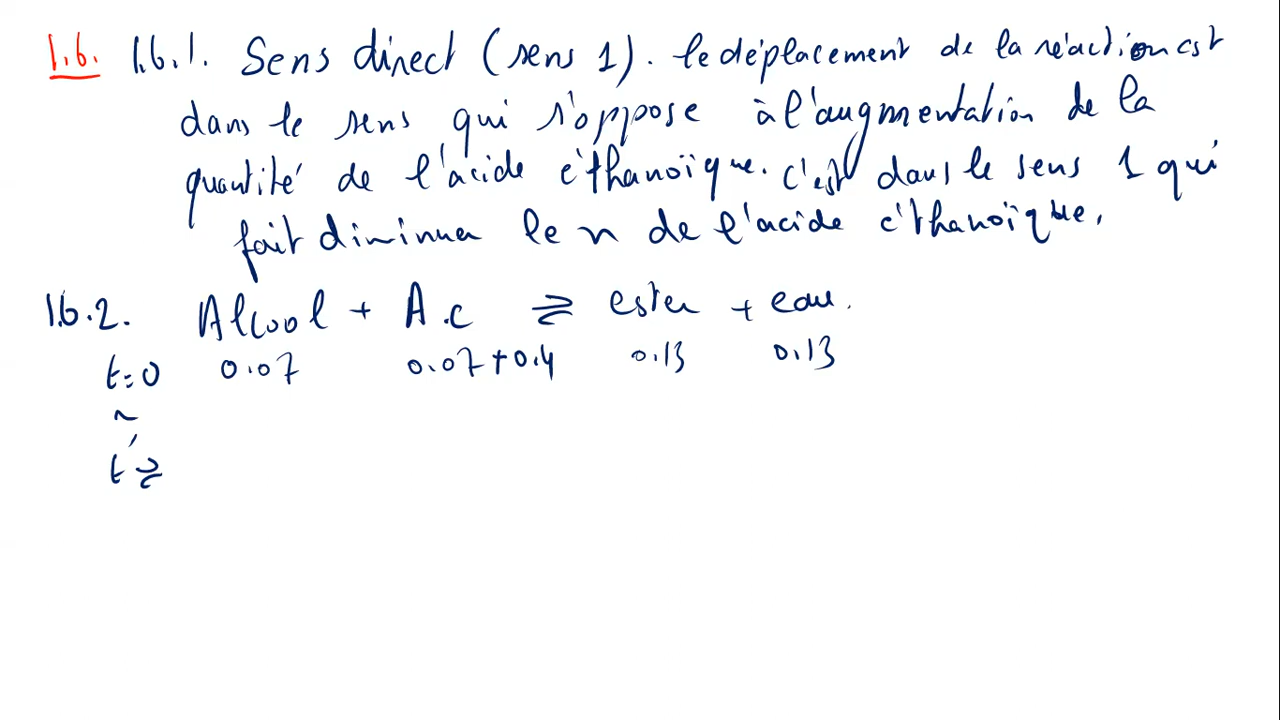 1.6. 1.6.1. Sens direct (sens 1). le déplacement de la réaction est
dans le sens qui s'oppose à l'augmentation de la
quantité de l'acide éthanoïque. c'est dans le sens 1 qui
fait diminuer le n de l'acide éthanoïque.
1.6.2. Alcool + A.c ⇌ ester + eau.
t=0 0.07 0.07+0.4 0.13 0.13
~
t'⇌